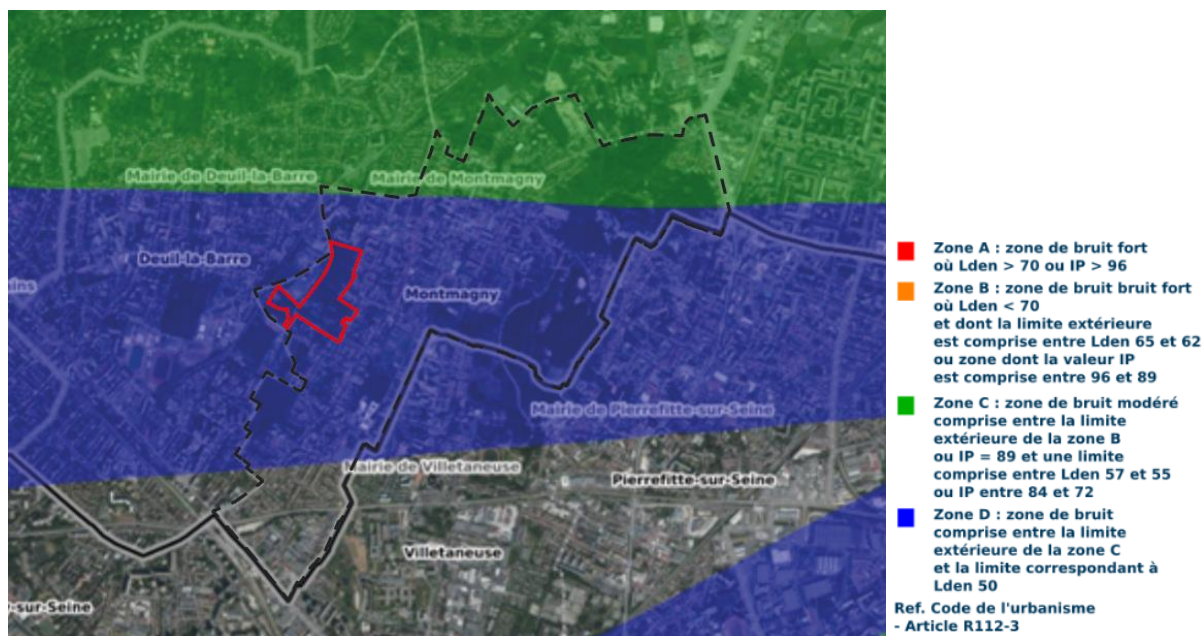 Mairie de Deuil-la-Barre
Mairie de Montmagny
Deuil-la-Barre
ains
Montmagny
Mairie de Pierrefitte-sur-Seine
Mairie de Villetaneuse
Pierrefitte-sur-Seine
Villetaneuse
-sur-Seine
Zone A : zone de bruit fort
où Lden > 70 ou IP > 96
Zone B : zone de bruit bruit fort
où Lden < 70
et dont la limite extérieure
est comprise entre Lden 65 et 62
ou zone dont la valeur IP
est comprise entre 96 et 89
Zone C : zone de bruit modéré
comprise entre la limite
extérieure de la zone B
ou IP = 89 et une limite
comprise entre Lden 57 et 55
ou IP entre 84 et 72
Zone D : zone de bruit
comprise entre la limite
extérieure de la zone C
et la limite correspondant à
Lden 50
Ref. Code de l'urbanisme
- Article R112-3